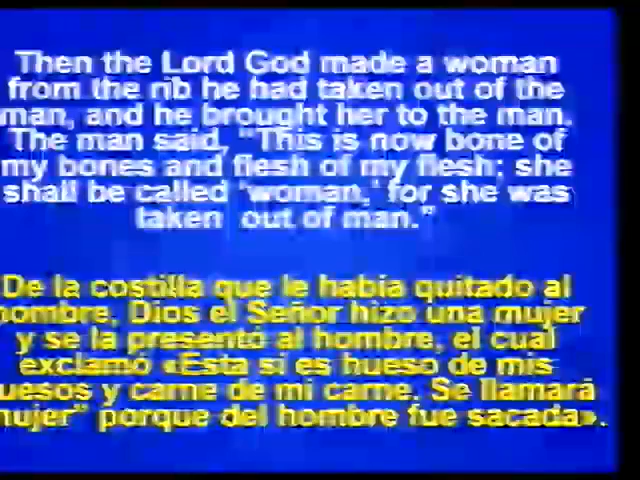 Then the Lord God made a woman
from the rib he had taken out of the
man, and he brought her to the man.
The man said, "This is now bone of
my bones and flesh of my flesh; she
shall be called 'woman,' for she was
taken out of man."
De la costilla que le había quitado al
hombre, Dios el Señor hizo una mujer
y se la presentó al hombre, el cual
exclamó «Esta sí es hueso de mis
uesos y carne de mi carne. Se llamará
mujer" porque del hombre fue sacada».